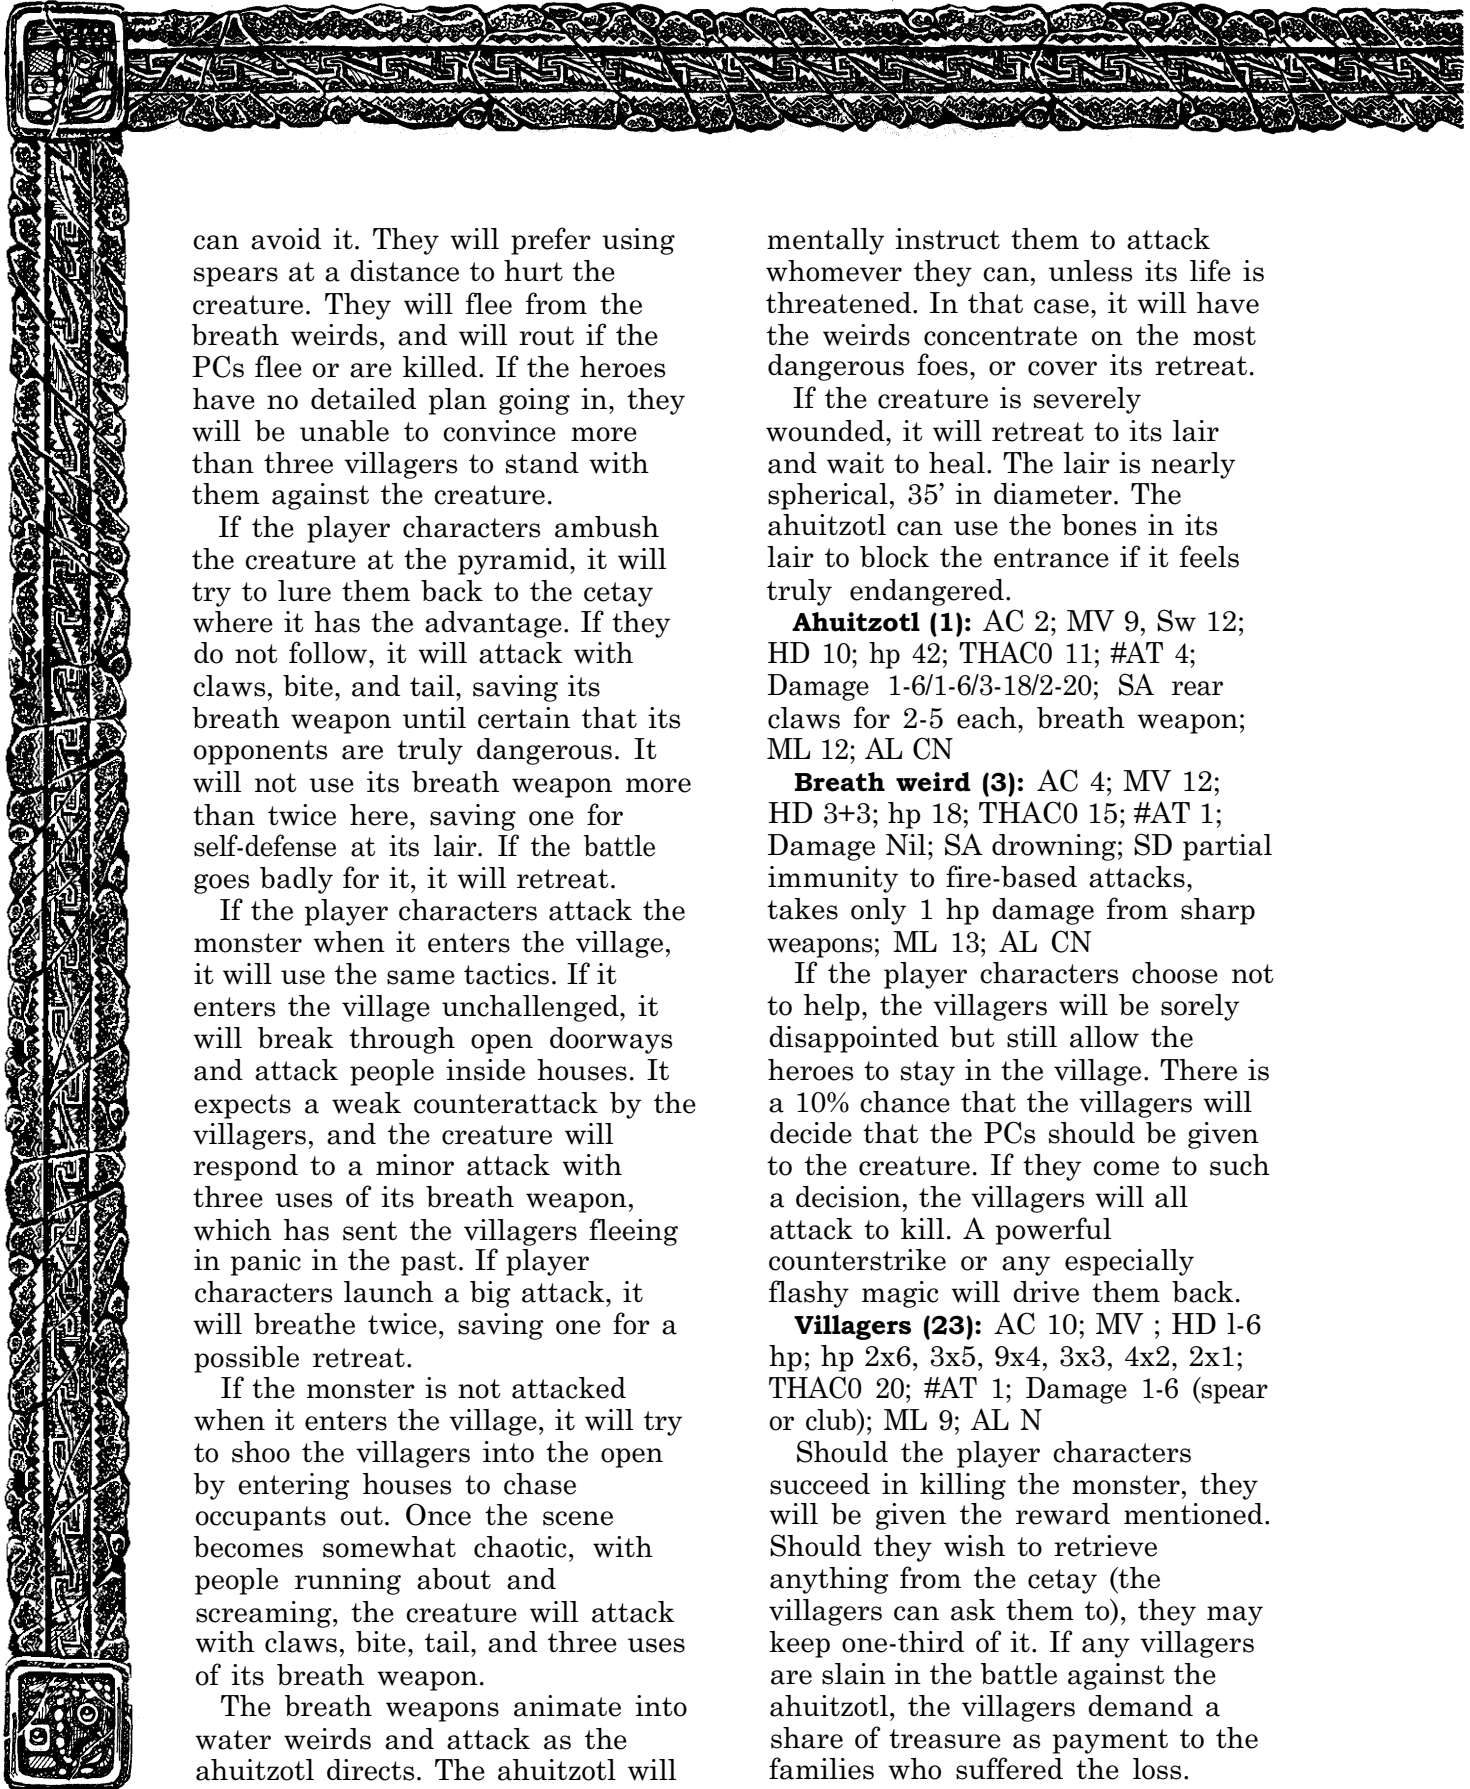 can avoid it. They will prefer using
spears at a distance to hurt the
creature. They will flee from the
breath weirds, and will rout if the
PCs flee or are killed. If the heroes
have no detailed plan going in, they
will be unable to convince more
than three villagers to stand with
them against the creature.
If the player characters ambush
the creature at the pyramid, it will
try to lure them back to the cetay
where it has the advantage. If they
do not follow, it will attack with
claws, bite, and tail, saving its
breath weapon until certain that its
opponents are truly dangerous. It
will not use its breath weapon more
than twice here, saving one for
self-defense at its lair. If the battle
goes badly for it, it will retreat.
If the player characters attack the
monster when it enters the village,
it will use the same tactics. If it
enters the village unchallenged, it
will break through open doorways
and attack people inside houses. It
expects a weak counterattack by the
villagers, and the creature will
respond to a minor attack with
three uses of its breath weapon,
which has sent the villagers fleeing
in panic in the past. If player
characters launch a big attack, it
will breathe twice, saving one for a
possible retreat.
If the monster is not attacked
when it enters the village, it will try
to shoo the villagers into the open
by entering houses to chase
occupants out. Once the scene
becomes somewhat chaotic, with
people running about and
screaming, the creature will attack
with claws, bite, tail, and three uses
of its breath weapon.
The breath weapons animate into
water weirds and attack as the
ahuitzotl directs. The ahuitzotl will
mentally instruct them to attack
whomever they can, unless its life is
threatened. In that case, it will have
the weirds concentrate on the most
dangerous foes, or cover its retreat.
If the creature is severely
wounded, it will retreat to its lair
and wait to heal. The lair is nearly
spherical, 35’ in diameter. The
ahuitzotl can use the bones in its
lair to block the entrance if it feels
truly endangered.
Ahuitzotl (1): AC 2; MV 9, Sw 12;
HD 10; hp 42; THAC0 11; #AT 4;
Damage 1-6/1-6/3-18/2-20; SA rear
claws for 2-5 each, breath weapon;
ML 12; AL CN
Breath weird (3): AC 4; MV 12;
HD 3+3; hp 18; THAC0 15; #AT 1;
Damage Nil; SA drowning; SD partial
immunity to fire-based attacks,
takes only 1 hp damage from sharp
weapons; ML 13; AL CN
If the player characters choose not
to help, the villagers will be sorely
disappointed but still allow the
heroes to stay in the village. There is
a 10% chance that the villagers will
decide that the PCs should be given
to the creature. If they come to such
a decision, the villagers will all
attack to kill. A powerful
counterstrike or any especially
flashy magic will drive them back.
Villagers (23): AC 10; MV ; HD l-6
hp; hp 2x6, 3x5, 9x4, 3x3, 4x2, 2x1;
THAC0 20; #AT 1; Damage 1-6 (spear
or club); ML 9; AL N
Should the player characters
succeed in killing the monster, they
will be given the reward mentioned.
Should they wish to retrieve
anything from the cetay (the
villagers can ask them to), they may
keep one-third of it. If any villagers
are slain in the battle against the
ahuitzotl, the villagers demand a
share of treasure as payment to the
families who suffered the loss.